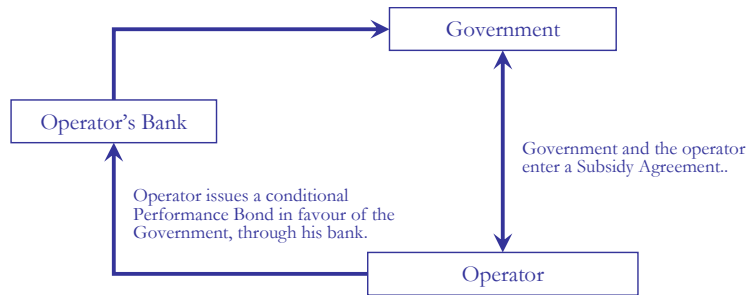 Government
Operator's Bank
Government and the operator
enter a Subsidy Agreement..
Operator issues a conditional
Performance Bond in favour of the
Government, through his bank.
Operator